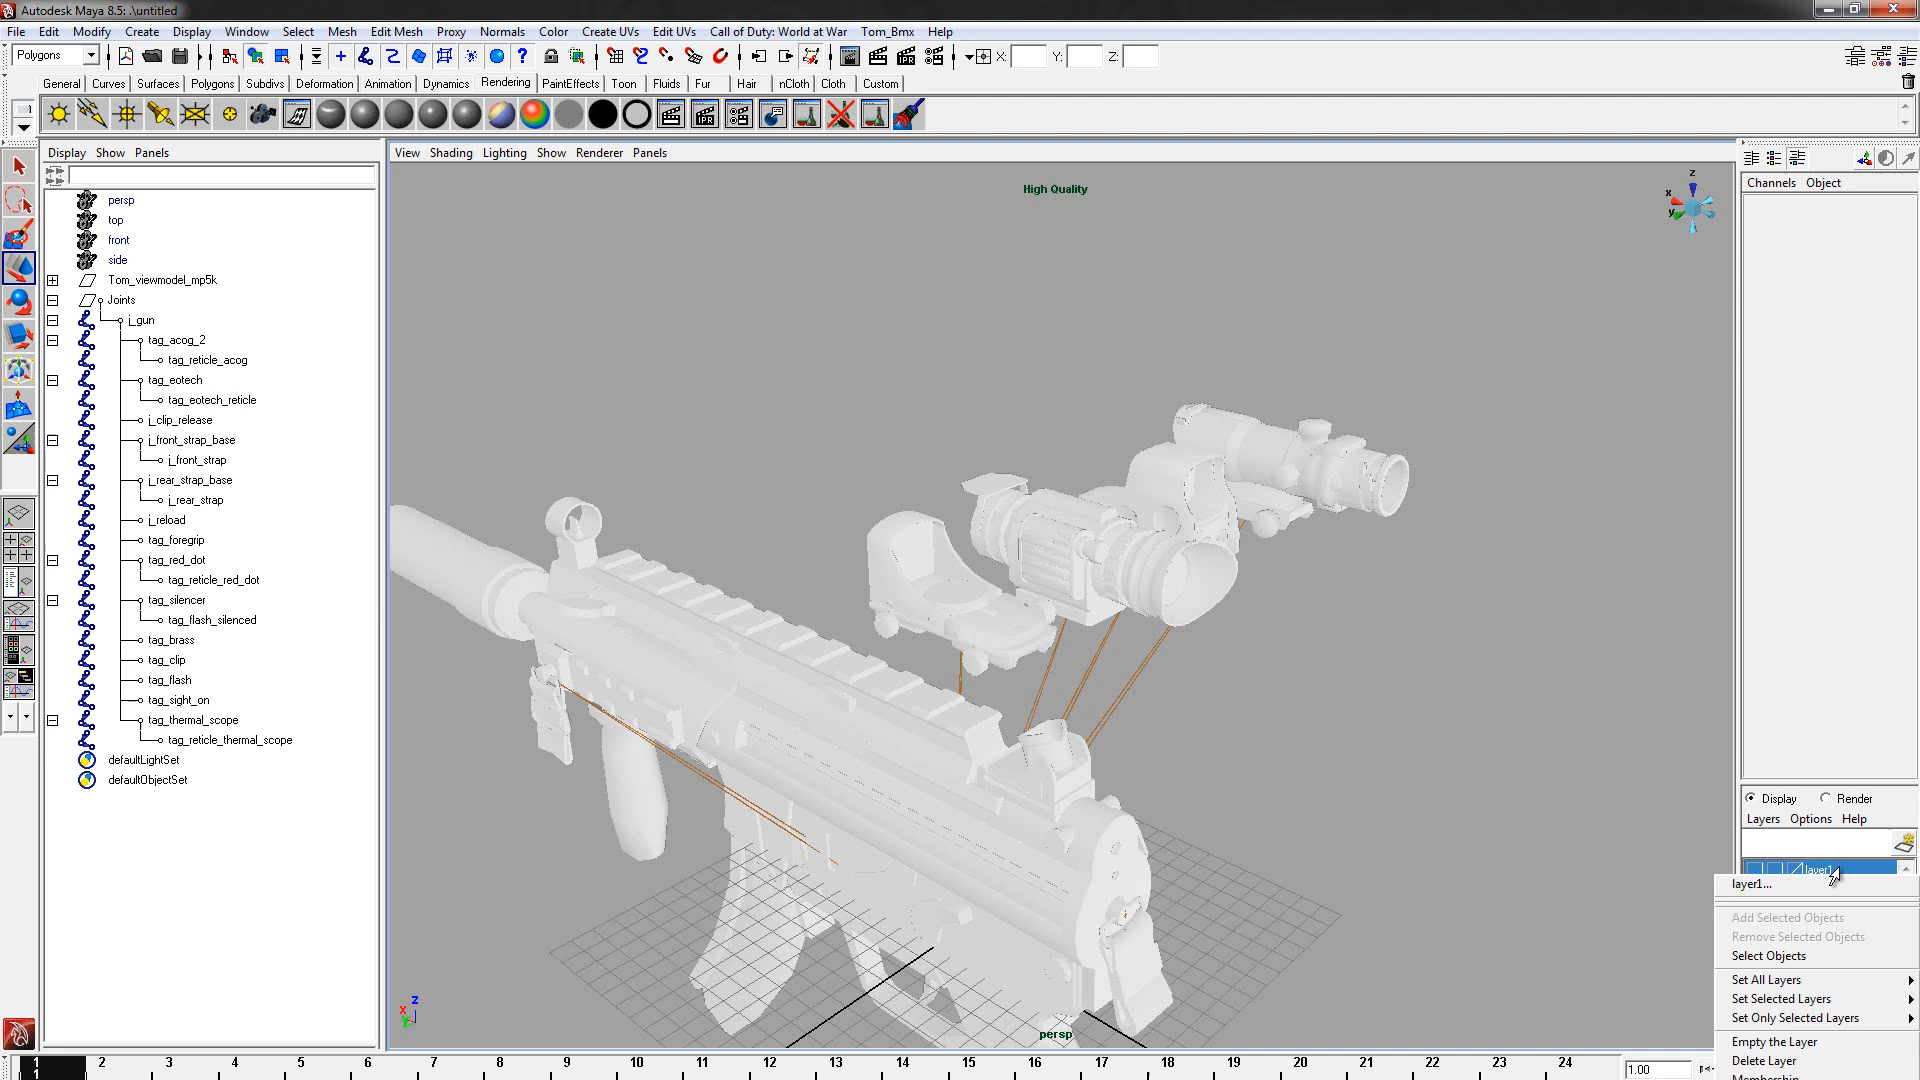 Autodesk Maya 8.5: .\untitled
File Edit Modify Create Display Window Select Mesh Edit Mesh Proxy Normals Color Create UVs Edit UVs Call of Duty: World at War Tom_Bmx Help
Polygons X: Y: Z:
General Curves Surfaces Polygons Subdivs Deformation Animation Dynamics Rendering PaintEffects Toon Fluids Fur Hair nCloth Cloth Custom
IPR
Display Show Panels
View Shading Lighting Show Renderer Panels
Channels Object
High Quality
persp
top
front
side
Tom_viewmodel_mp5k
Joints
j_gun
tag_acog_2
tag_reticle_acog
tag_eotech
tag_eotech_reticle
j_clip_release
j_front_strap_base
j_front_strap
j_rear_strap_base
j_rear_strap
j_reload
tag_foregrip
tag_red_dot
tag_reticle_red_dot
tag_silencer
tag_flash_silenced
tag_brass
tag_clip
tag_flash
tag_sight_on
tag_thermal_scope
tag_reticle_thermal_scope
defaultLightSet
defaultObjectSet
z
x
y
Z
X
Y
persp
Display Render
Layers Options Help
layer1
layer1...
Add Selected Objects
Remove Selected Objects
Select Objects
Set All Layers
Set Selected Layers
Set Only Selected Layers
Empty the Layer
Delete Layer
Membership...
1 2 3 4 5 6 7 8 9 10 11 12 13 14 15 16 17 18 19 20 21 22 23 24
1
1.00